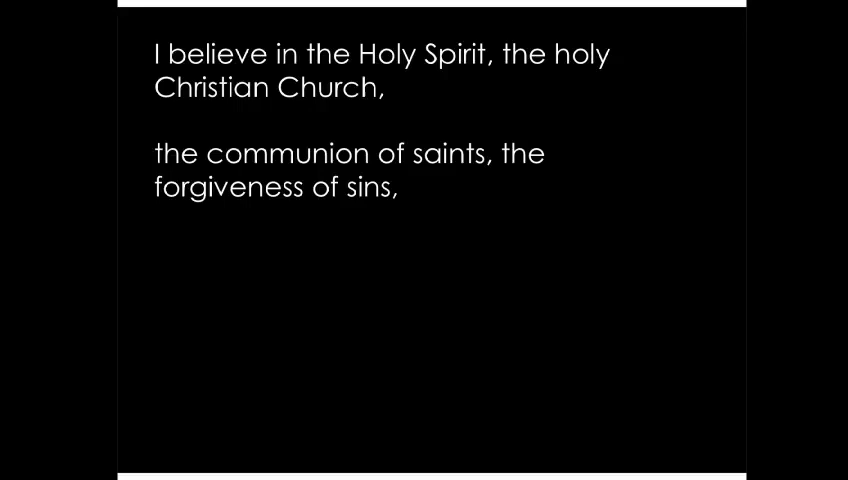 I believe in the Holy Spirit, the holy
Christian Church,
the communion of saints, the
forgiveness of sins,